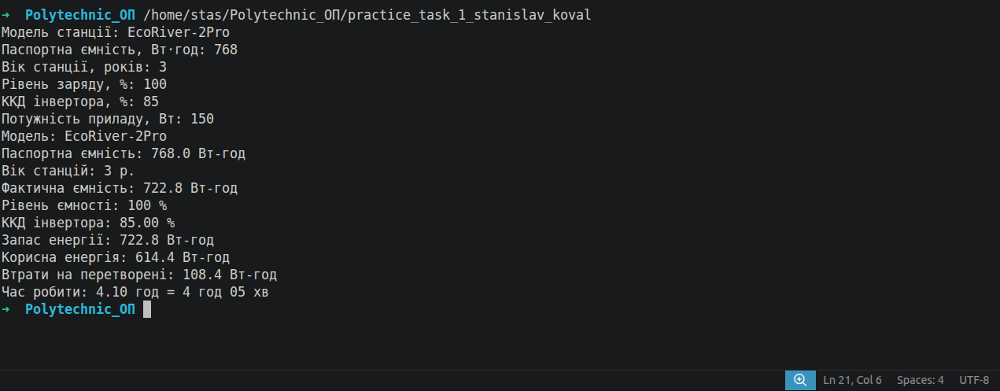 → Polytechnic_ОП /home/stas/Polytechnic_ОП/practice_task_1_stanislav_koval
Модель станції: EcoRiver-2Pro
Паспортна ємність, Вт·год: 768
Вік станції, років: 3
Рівень заряду, %: 100
ККД інвертора, %: 85
Потужність приладу, Вт: 150
Модель: EcoRiver-2Pro
Паспортна ємність: 768.0 Вт-год
Вік станцій: 3 р.
Фактична ємність: 722.8 Вт-год
Рівень ємності: 100 %
ККД інвертора: 85.00 %
Запас енергії: 722.8 Вт-год
Корисна енергія: 614.4 Вт-год
Втрати на перетворені: 108.4 Вт-год
Час робити: 4.10 год = 4 год 05 хв
→ Polytechnic_ОП
Ln 21, Col 6 Spaces: 4 UTF-8